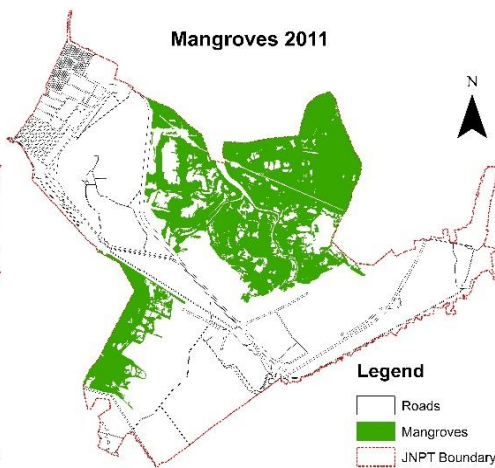 Mangroves 2011
N
Legend
Roads
Mangroves
JNPT Boundary